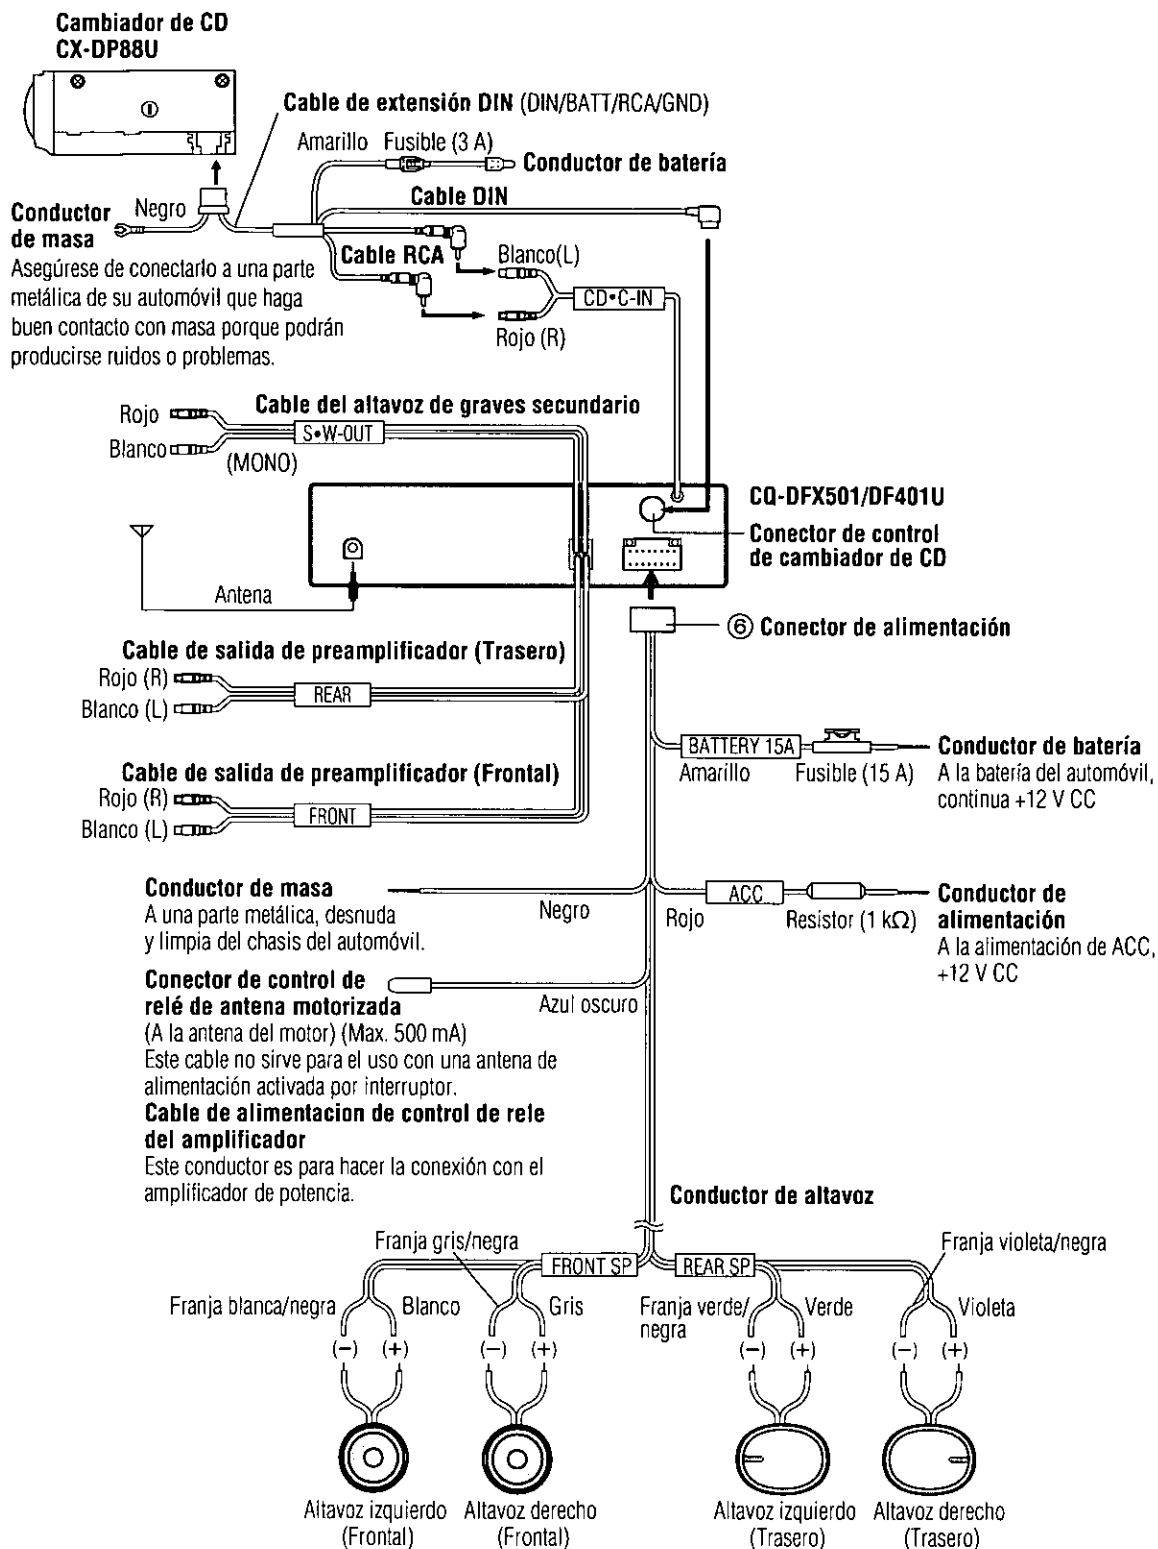 Cambiador de CD
CX-DP88U
Cable de extensión DIN (DIN/BATT/RCA/GND)
Amarillo Fusible (3 A)
Conductor de batería
Cable DIN
Conductor
de masa
Negro
Asegúrese de conectarlo a una parte
metálica de su automóvil que haga
buen contacto con masa porque podrán
producirse ruidos o problemas.
Cable RCA
Blanco(L)
CD•C-IN
Rojo (R)
Cable del altavoz de graves secundario
Rojo
S•W-OUT
Blanco
(MONO)
CQ-DFX501/DF401U
Conector de control
de cambiador de CD
Antena
⑥ Conector de alimentación
Cable de salida de preamplificador (Trasero)
Rojo (R)
REAR
Blanco (L)
BATTERY 15A
Amarillo
Fusible (15 A)
Conductor de batería
A la batería del automóvil,
continua +12 V CC
Cable de salida de preamplificador (Frontal)
Rojo (R)
FRONT
Blanco (L)
Conductor de masa
A una parte metálica, desnuda
y limpia del chasis del automóvil.
Negro
Rojo
ACC
Resistor (1 kΩ)
Conductor de
alimentación
A la alimentación de ACC,
+12 V CC
Conector de control de
relé de antena motorizada
(A la antena del motor) (Max. 500 mA)
Este cable no sirve para el uso con una antena de
alimentación activada por interruptor.
Azul oscuro
Cable de alimentacion de control de rele
del amplificador
Este conductor es para hacer la conexión con el
amplificador de potencia.
Conductor de altavoz
Franja gris/negra
FRONT SP
REAR SP
Franja violeta/negra
Franja blanca/negra
Blanco
Gris
Franja verde/
negra
Verde
Violeta
(−) (+) (−) (+) (−) (+) (−) (+)
Altavoz izquierdo
(Frontal)
Altavoz derecho
(Frontal)
Altavoz izquierdo
(Trasero)
Altavoz derecho
(Trasero)